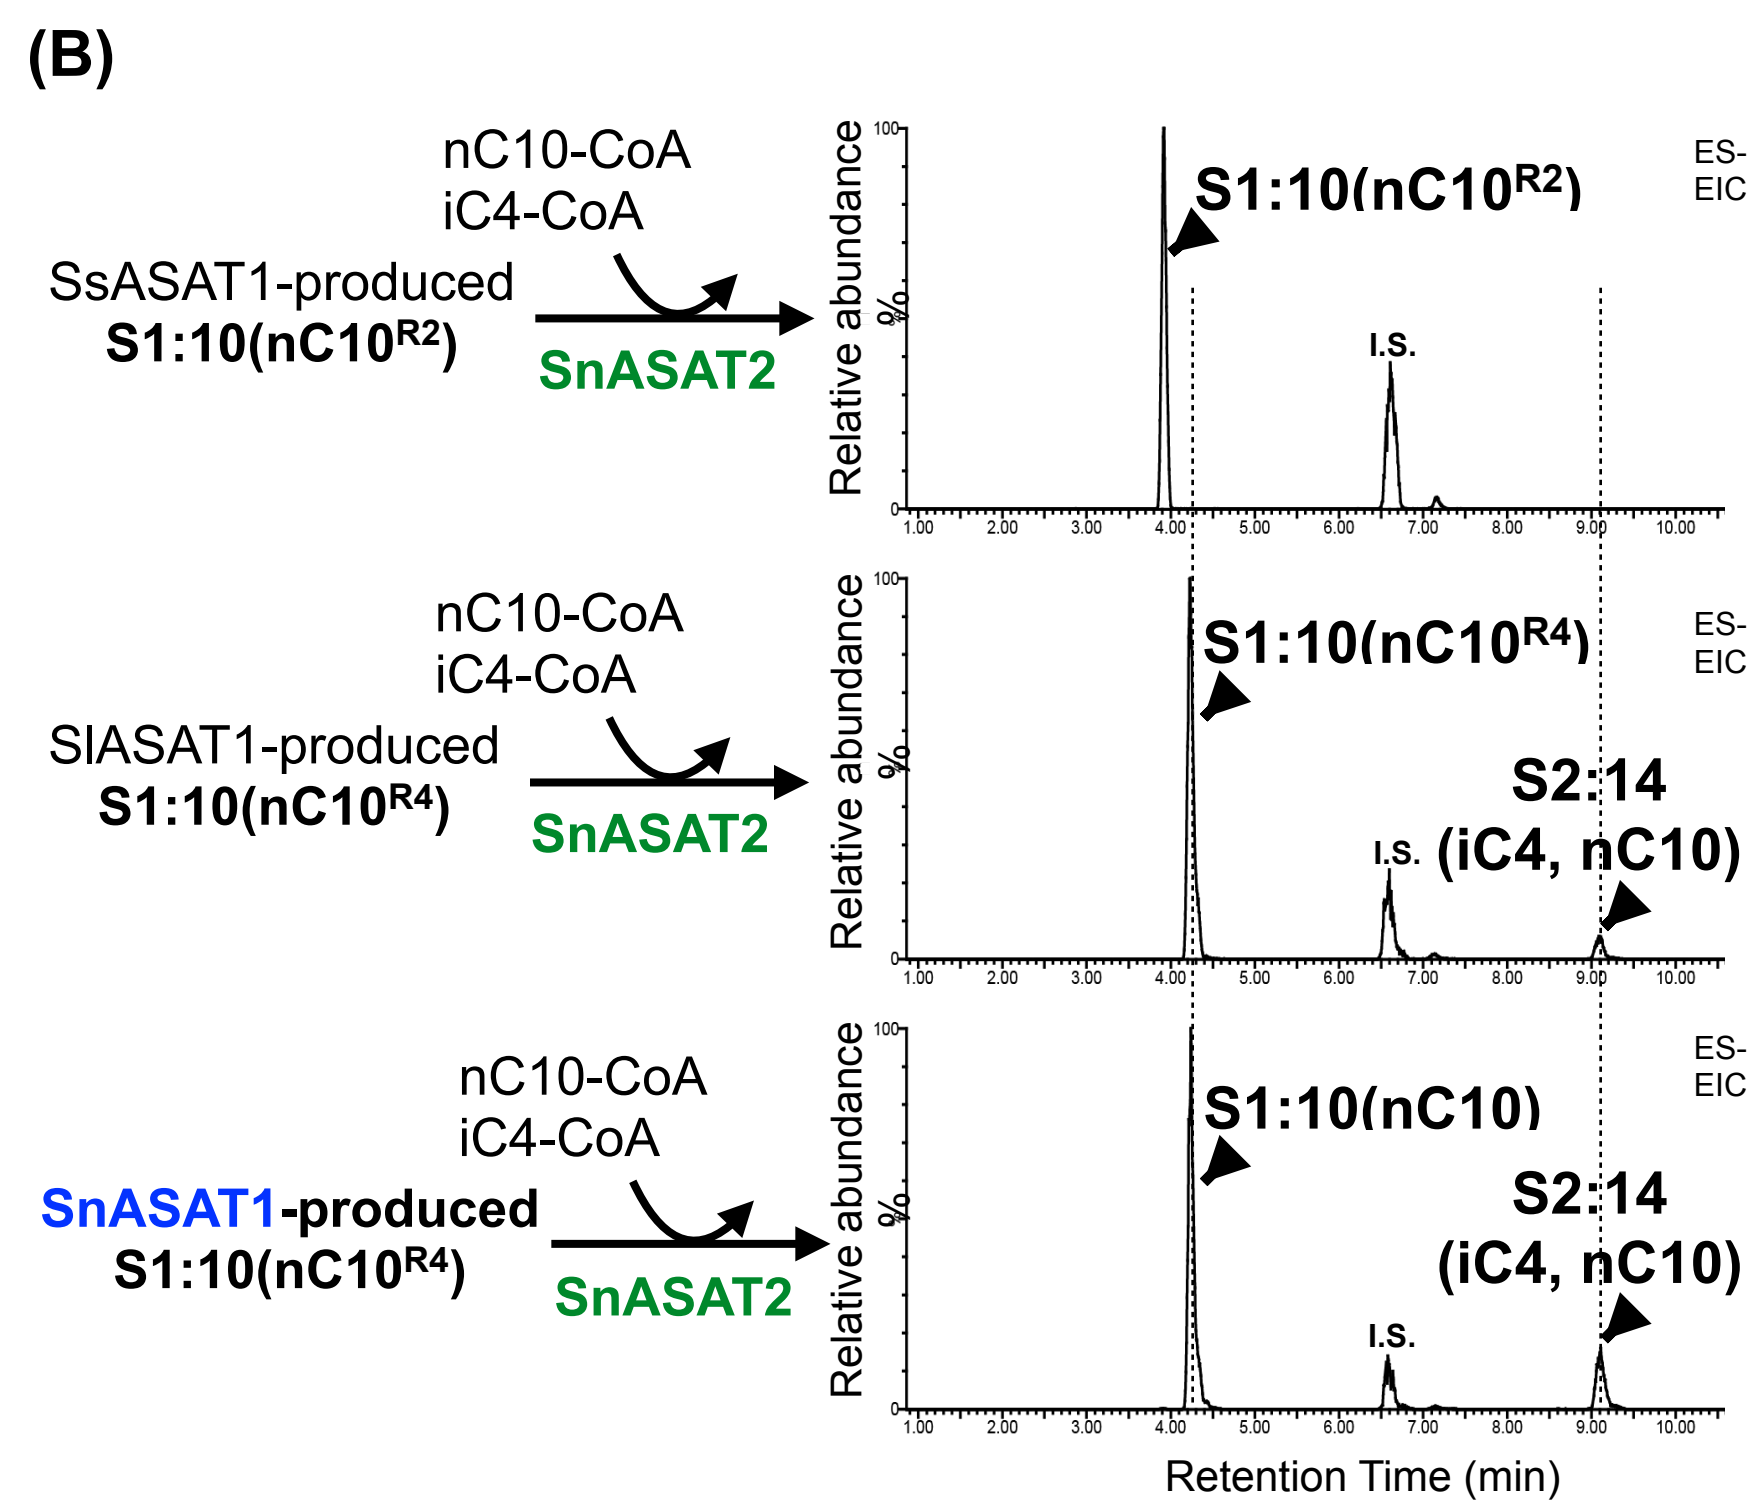 (B)
nC10-CoA
iC4-CoA
SsASAT1-produced
S1:10(nC10R2)
SnASAT2
Relative abundance
%
100
0
S1:10(nC10R2)
I.S.
ES-
EIC
1.00 2.00 3.00 4.00 5.00 6.00 7.00 8.00 9.00 10.00
nC10-CoA
iC4-CoA
SlASAT1-produced
S1:10(nC10R4)
SnASAT2
Relative abundance
%
100
0
S1:10(nC10R4)
I.S.
S2:14
(iC4, nC10)
ES-
EIC
1.00 2.00 3.00 4.00 5.00 6.00 7.00 8.00 9.00 10.00
nC10-CoA
iC4-CoA
SnASAT1-produced
S1:10(nC10R4)
SnASAT2
Relative abundance
%
100
0
S1:10(nC10)
I.S.
S2:14
(iC4, nC10)
ES-
EIC
1.00 2.00 3.00 4.00 5.00 6.00 7.00 8.00 9.00 10.00
Retention Time (min)